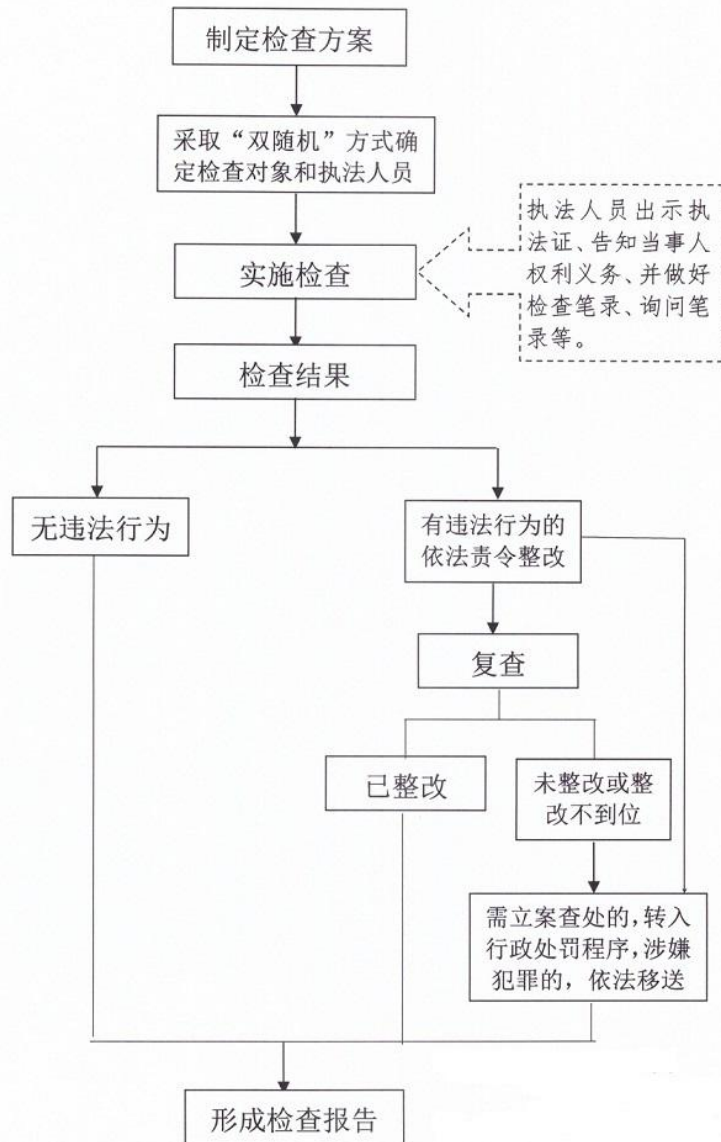 制定检查方案
采取“双随机”方式确
定检查对象和执法人员
执法人员出示执
法证、告知当事人
权利义务、并做好
检查笔录、询问笔
录等。
实施检查
检查结果
无违法行为
有违法行为的
依法责令整改
复查
已整改
未整改或整
改不到位
需立案查处的,转入
行政处罚程序,涉嫌
犯罪的，依法移送
形成检查报告